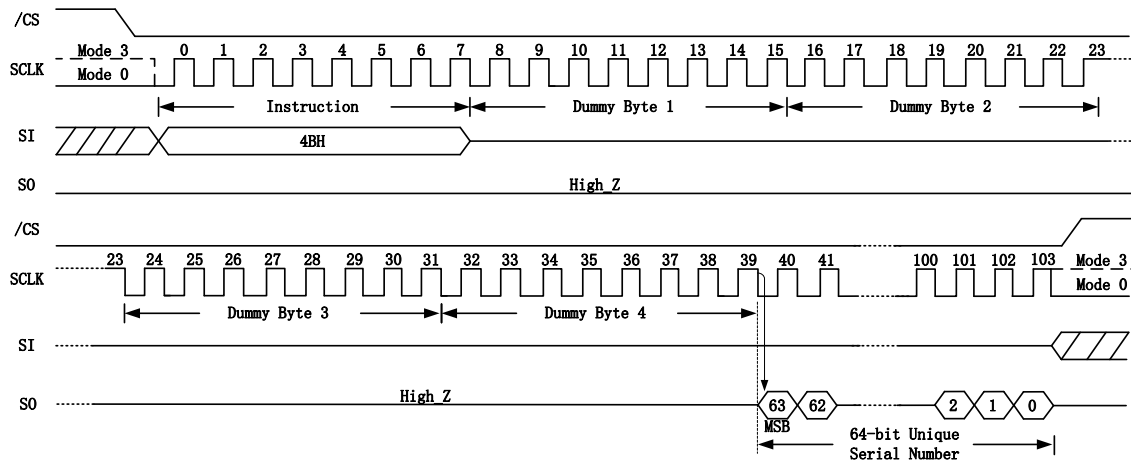 /CS
Mode 3 0 1 2 3 4 5 6 7 8 9 10 11 12 13 14 15 16 17 18 19 20 21 22 23
SCLK Mode 0
Instruction Dummy Byte 1 Dummy Byte 2
SI 4BH
SO High_Z
/CS
23 24 25 26 27 28 29 30 31 32 33 34 35 36 37 38 39 40 41 100 101 102 103 Mode 3
SCLK Mode 0
Dummy Byte 3 Dummy Byte 4
SI
SO High_Z 63 62 2 1 0
MSB
64-bit Unique
Serial Number